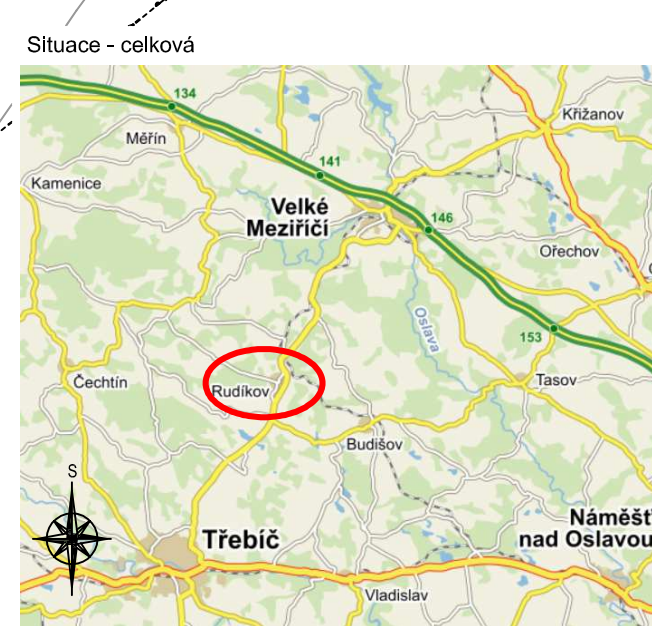 Situace - celková
134
Křižanov
Měřín
141
Kamenice
Velké
Meziříčí
146
Ořechov
Oslava
153
Čechtín
Rudíkov
Tasov
Budišov
S
Náměšť
nad Oslavou
Třebíč
Vladislav